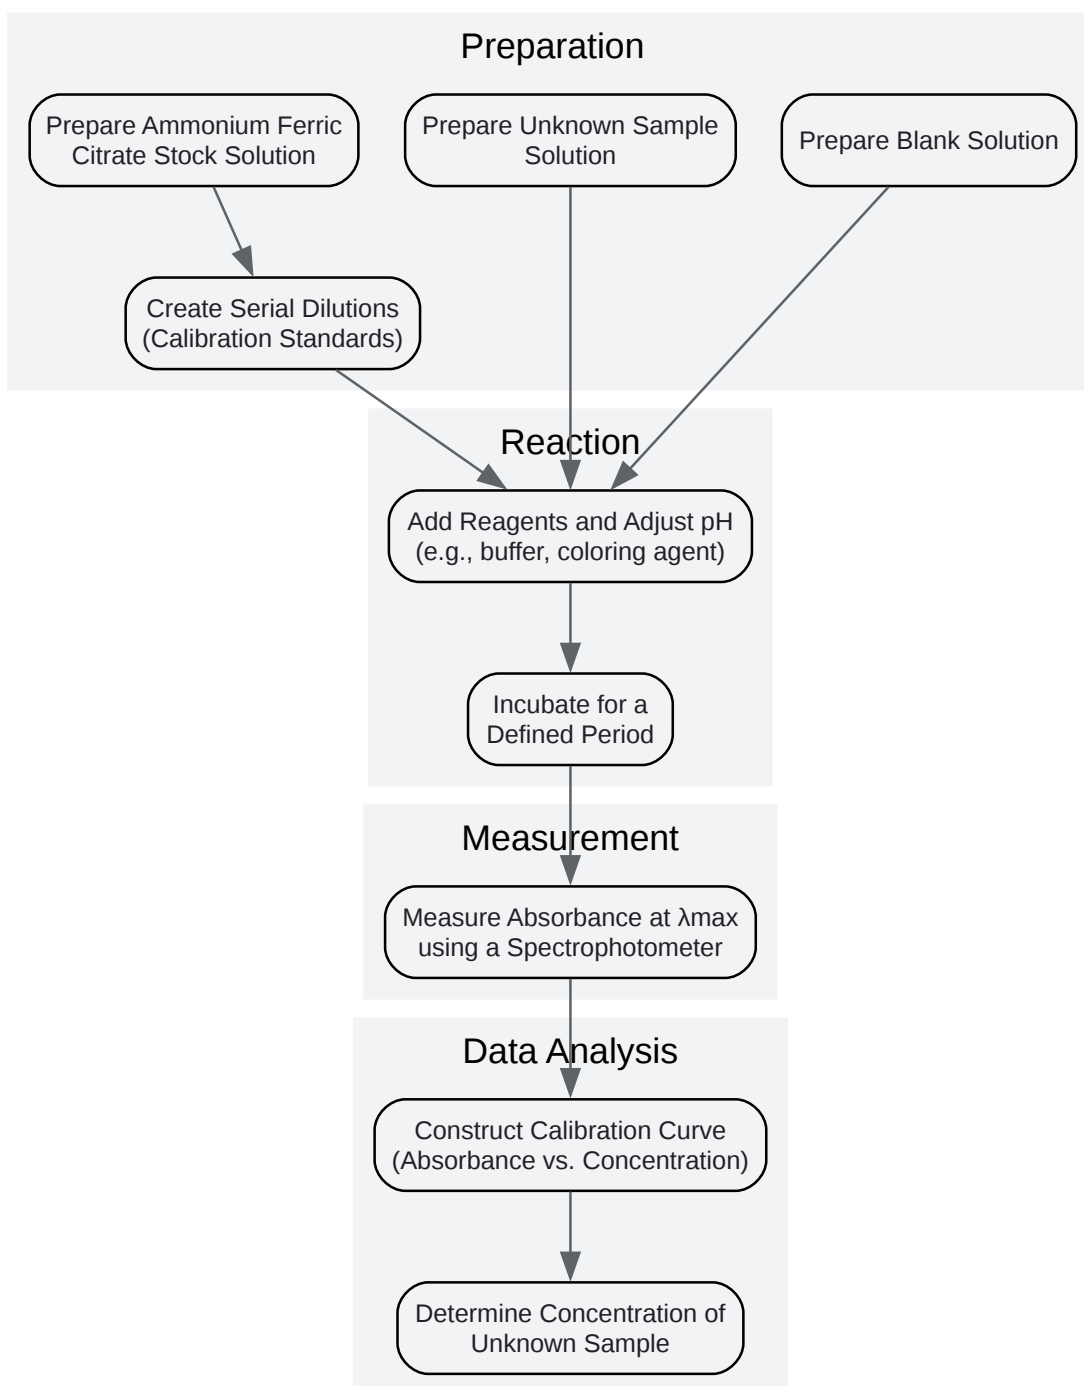 Preparation
Prepare Ammonium Ferric
Citrate Stock Solution
Prepare Unknown Sample
Solution
Prepare Blank Solution
Create Serial Dilutions
(Calibration Standards)
Reaction
Add Reagents and Adjust pH
(e.g., buffer, coloring agent)
Incubate for a
Defined Period
Measurement
Measure Absorbance at λmax
using a Spectrophotometer
Data Analysis
Construct Calibration Curve
(Absorbance vs. Concentration)
Determine Concentration of
Unknown Sample